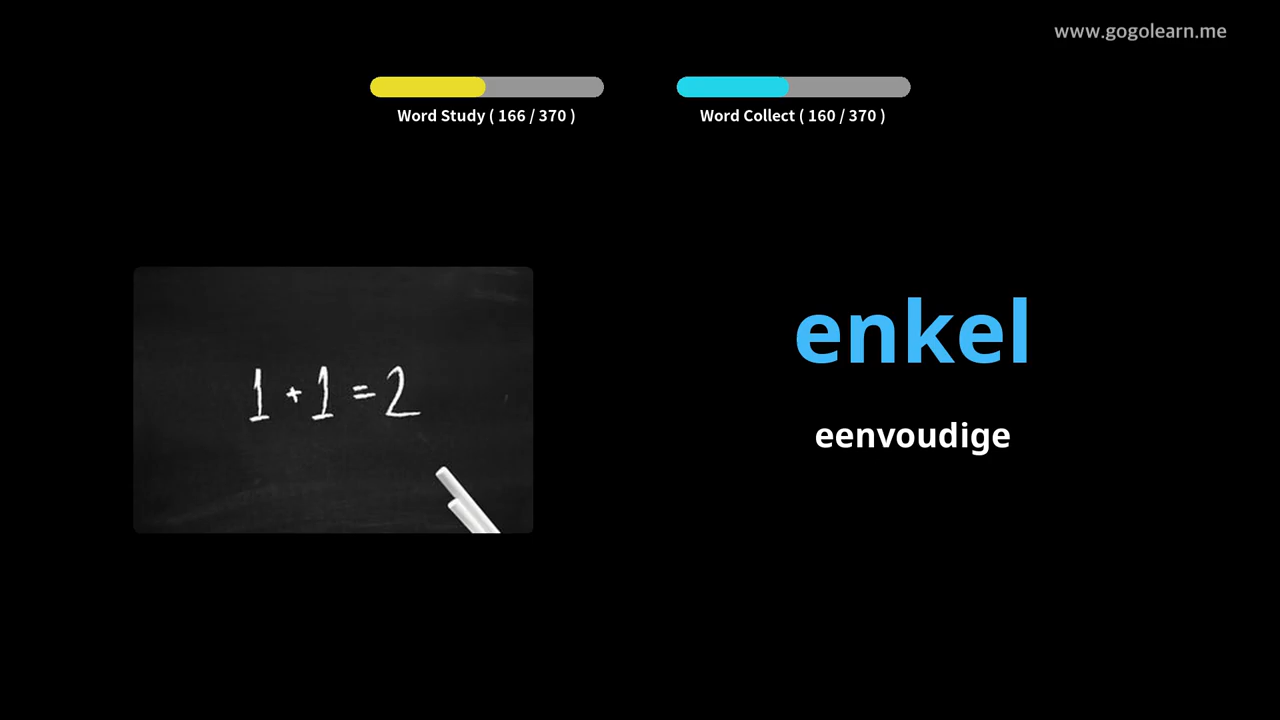 www.gogolearn.me
Word Study ( 166 / 370 )
Word Collect ( 160 / 370 )
1 + 1 = 2
enkel
eenvoudige